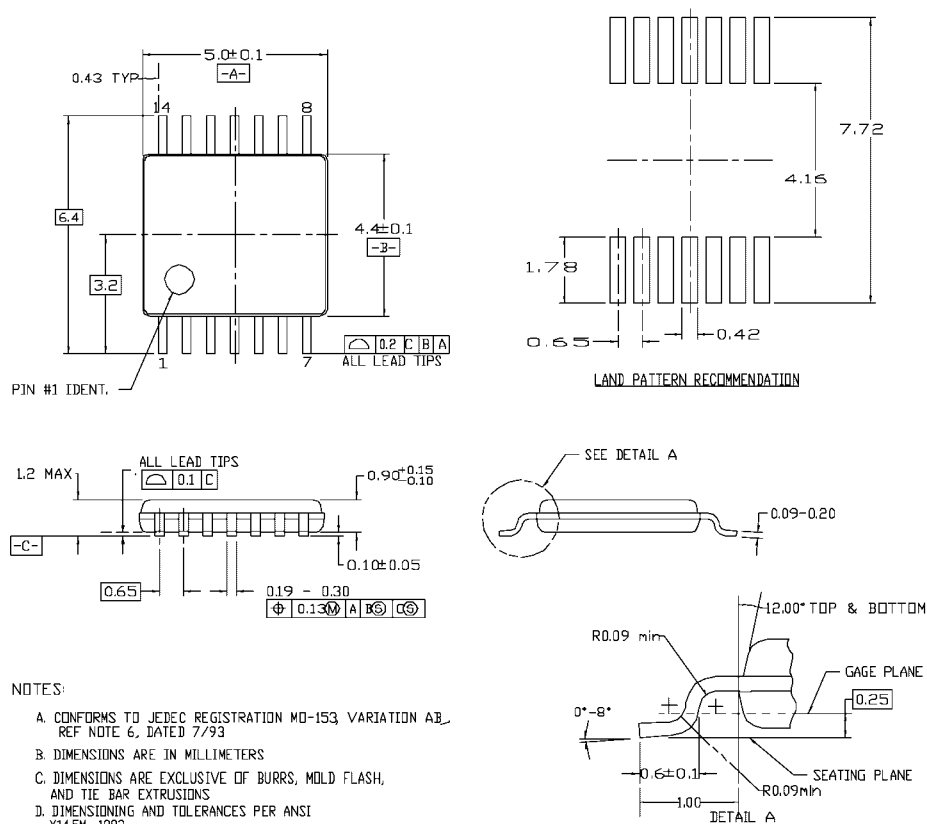 5.0±0.1
-A-
0.43 TYP
14
8
6.4
3.2
4.4±0.1
-B-
1
7
0.2 C B A
ALL LEAD TIPS
PIN #1 IDENT.
7.72
4.16
1.78
0.65
0.42
LAND PATTERN RECOMMENDATION
1.2 MAX
ALL LEAD TIPS
0.1 C
0.90 +0.15 -0.10
-C-
0.10±0.05
0.65
0.19 - 0.30
⌖ 0.13Ⓜ A BⓈ CⓈ
SEE DETAIL A
0.09-0.20
12.00° TOP & BOTTOM
R0.09 min
GAGE PLANE
0.25
0°-8°
0.6±0.1
SEATING PLANE
R0.09min
1.00
DETAIL A
NOTES:
A. CONFORMS TO JEDEC REGISTRATION MO-153, VARIATION AB,
REF NOTE 6, DATED 7/93
B. DIMENSIONS ARE IN MILLIMETERS
C. DIMENSIONS ARE EXCLUSIVE OF BURRS, MOLD FLASH,
AND TIE BAR EXTRUSIONS
D. DIMENSIONING AND TOLERANCES PER ANSI